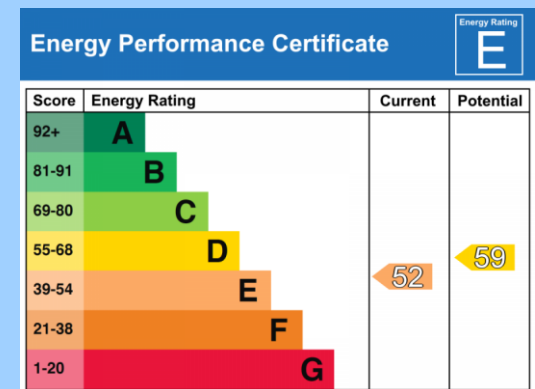 Energy Performance Certificate
Energy Rating
E
Score Energy Rating Current Potential
92+ A
81-91 B
69-80 C
55-68 D 59
39-54 E 52
21-38 F
1-20 G